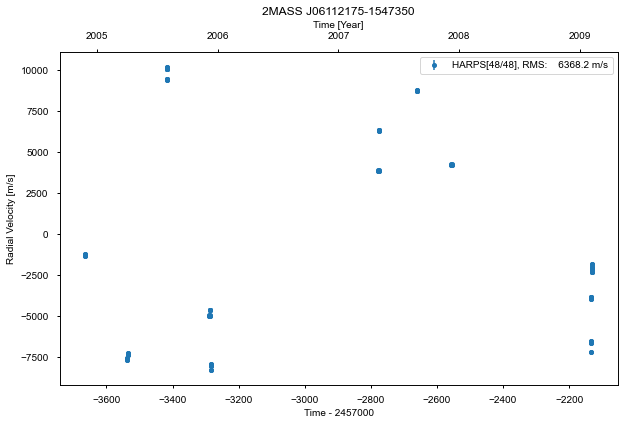 2MASS J06112175-1547350
Time [Year]
2005 2006 2007 2008 2009
HARPS[48/48], RMS: 6368.2 m/s
10000
7500
5000
2500
0
−2500
−5000
−7500
Radial Velocity [m/s]
−3600 −3400 −3200 −3000 −2800 −2600 −2400 −2200
Time - 2457000